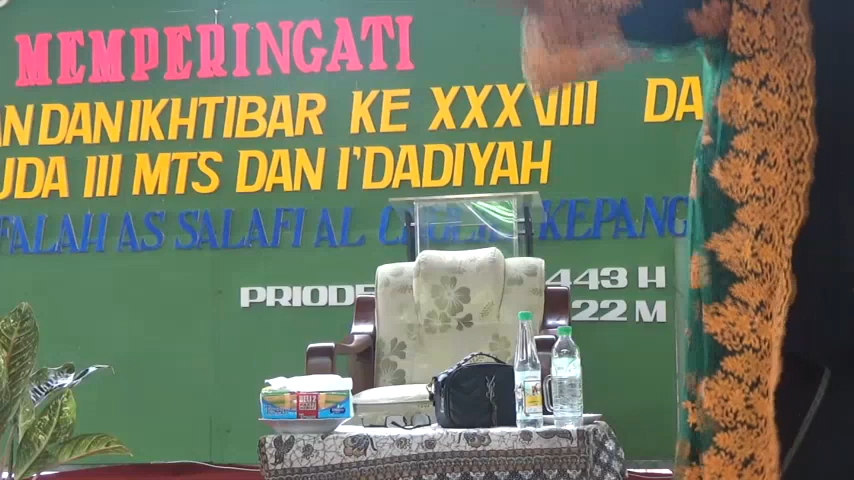 MEMPERINGATI
AN DAN IKHTIBAR KE XXXVIII DA
UDA III MTS DAN I'DADIYAH
FALAH AS SALAFI AL KEPANG
PRIODE 443 H
22 M